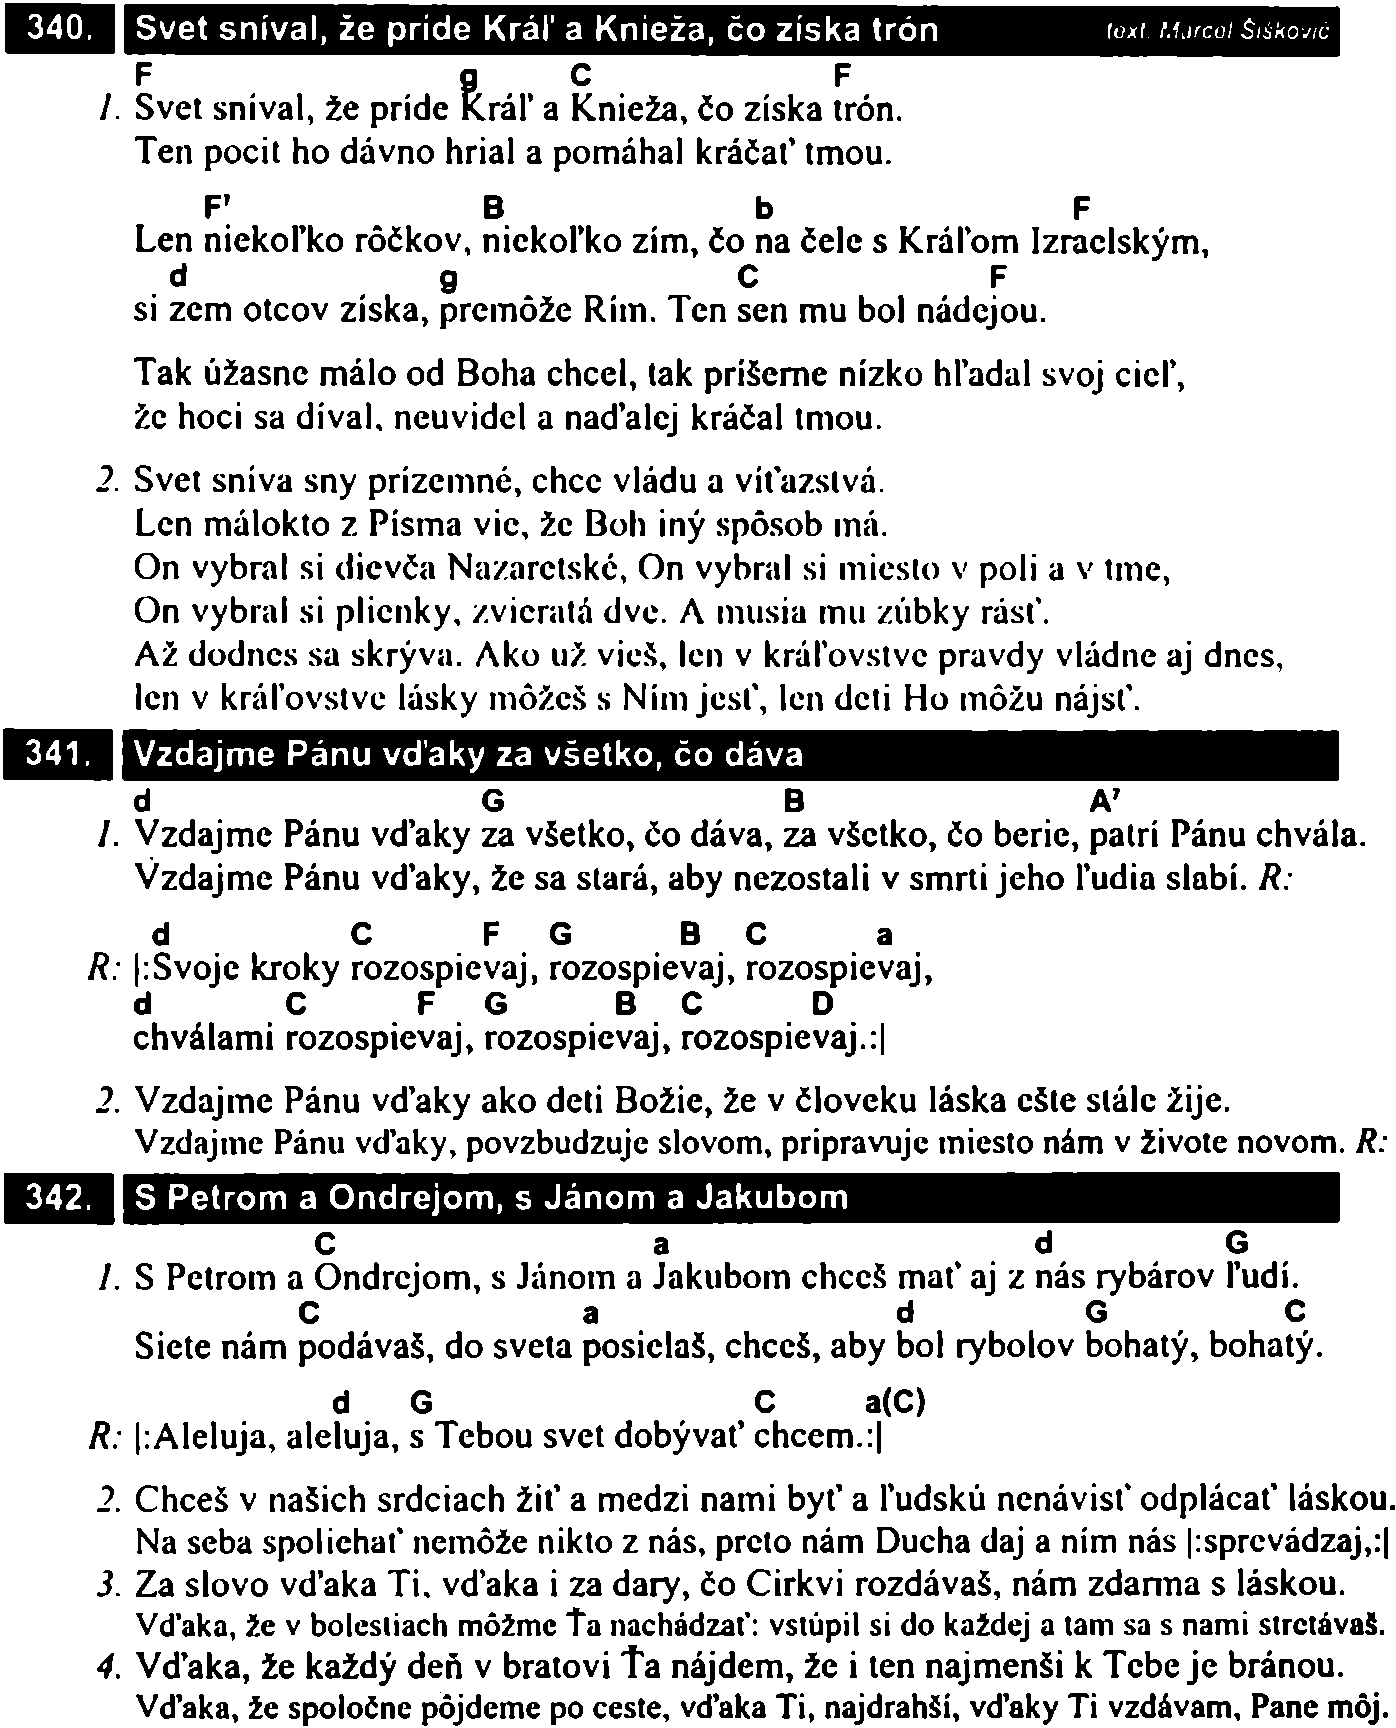 340. Svet sníval, že príde Kráľ a Knieža, čo získa trón text Marcel Šiškovič
F g C F
1. Svet sníval, že príde Kráľ a Knieža, čo získa trón.
Ten pocit ho dávno hrial a pomáhal kráčať tmou.
F7 B b F
Len niekoľko rôčkov, niekoľko zím, čo na čele s Kráľom Izraelským,
d g C F
si zem otcov získa, premôže Rím. Ten sen mu bol nádejou.
Tak úžasne málo od Boha chcel, tak príšerne nízko hľadal svoj cieľ,
že hoci sa díval, neuvidel a naďalej kráčal tmou.
2. Svet sníva sny prízemné, chce vládu a víťazstvá.
Len málokto z Písma vie, že Boh iný spôsob má.
On vybral si dievča Nazaretské, On vybral si miesto v poli a v tme,
On vybral si plienky, zvieratá dve. A musia mu zúbky rásť.
Až dodnes sa skrýva. Ako už vieš, len v kráľovstve pravdy vládne aj dnes,
len v kráľovstve lásky môžeš s Ním jesť, len deti Ho môžu nájsť.
341. Vzdajme Pánu vďaky za všetko, čo dáva
d G B A7
1. Vzdajme Pánu vďaky za všetko, čo dáva, za všetko, čo berie, patrí Pánu chvála.
Vzdajme Pánu vďaky, že sa stará, aby nezostali v smrti jeho ľudia slabí. R:
d C F G B C a
R: |:Svoje kroky rozospievaj, rozospievaj, rozospievaj,
d C F G B C D
chválami rozospievaj, rozospievaj, rozospievaj.:|
2. Vzdajme Pánu vďaky ako deti Božie, že v človeku láska ešte stále žije.
Vzdajme Pánu vďaky, povzbudzuje slovom, pripravuje miesto nám v živote novom. R:
342. S Petrom a Ondrejom, s Jánom a Jakubom
C a d G
1. S Petrom a Ondrejom, s Jánom a Jakubom chceš mať aj z nás rybárov ľudí.
C a d G C
Siete nám podávaš, do sveta posielaš, chceš, aby bol rybolov bohatý, bohatý.
d G C a(C)
R: |:Aleluja, aleluja, s Tebou svet dobývať chcem.:|
2. Chceš v našich srdciach žiť a medzi nami byť a ľudskú nenávisť odplácať láskou.
Na seba spoliehať nemôže nikto z nás, preto nám Ducha daj a ním nás |:sprevádzaj,:|
3. Za slovo vďaka Ti, vďaka i za dary, čo Cirkvi rozdávaš, nám zdarma s láskou.
Vďaka, že v bolestiach môžme Ťa nachádzať: vstúpil si do každej a tam sa s nami stretávaš.
4. Vďaka, že každý deň v bratovi Ťa nájdem, že i ten najmenší k Tebe je bránou.
Vďaka, že spoločne pôjdeme po ceste, vďaka Ti, najdrahší, vďaky Ti vzdávam, Pane môj.